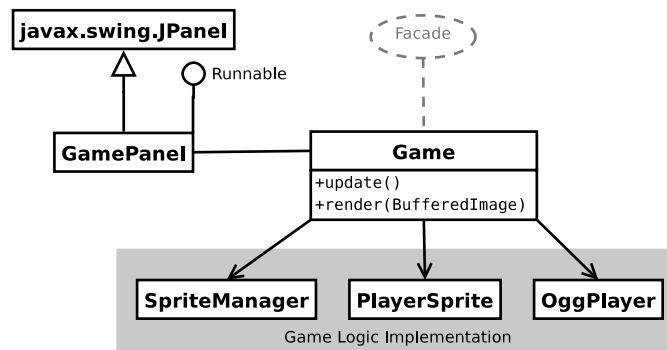 javax.swing.JPanel
Facade
Runnable
GamePanel
Game
+update()
+render(BufferedImage)
SpriteManager
PlayerSprite
OggPlayer
Game Logic Implementation